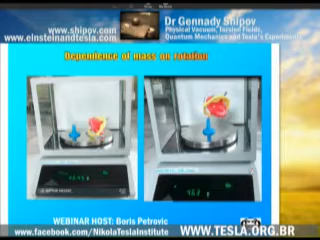 www.shipov.com
www.einsteinandtesla.com
Dr Gennady Shipov
Physical Vacuum, Torsion Fields,
Quantum Mechanics and Tesla's Experiments
Dependence of mass on rotation
WEBINAR HOST: Boris Petrovic
www.facebook.com/NikolaTeslaInstitute
WWW.TESLA.ORG.BR